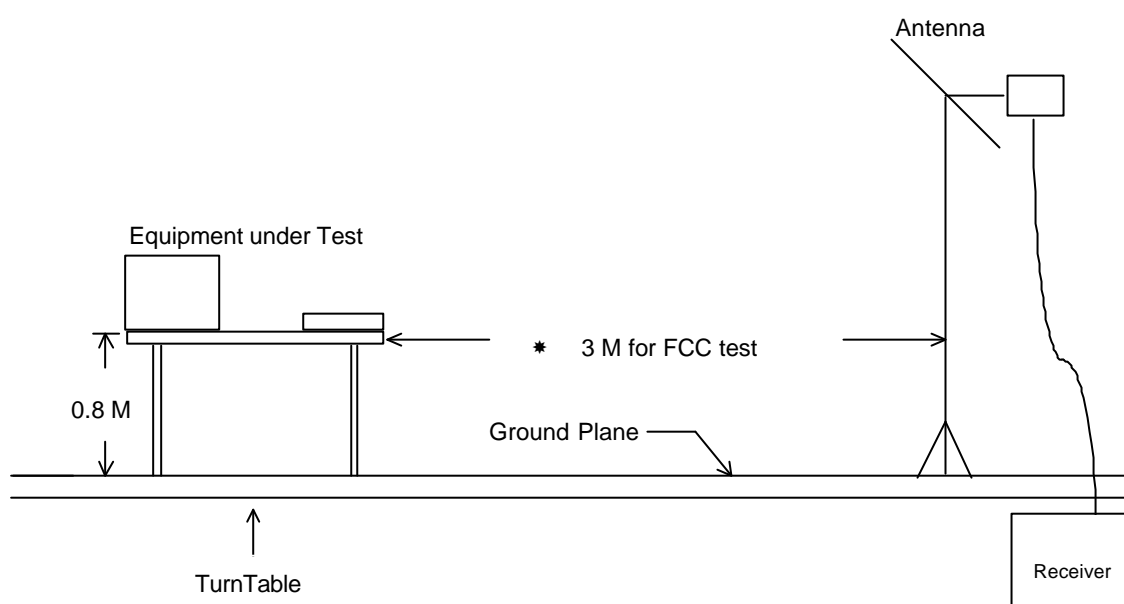 Antenna
Equipment under Test
✷ 3 M for FCC test
0.8 M
Ground Plane
TurnTable
Receiver